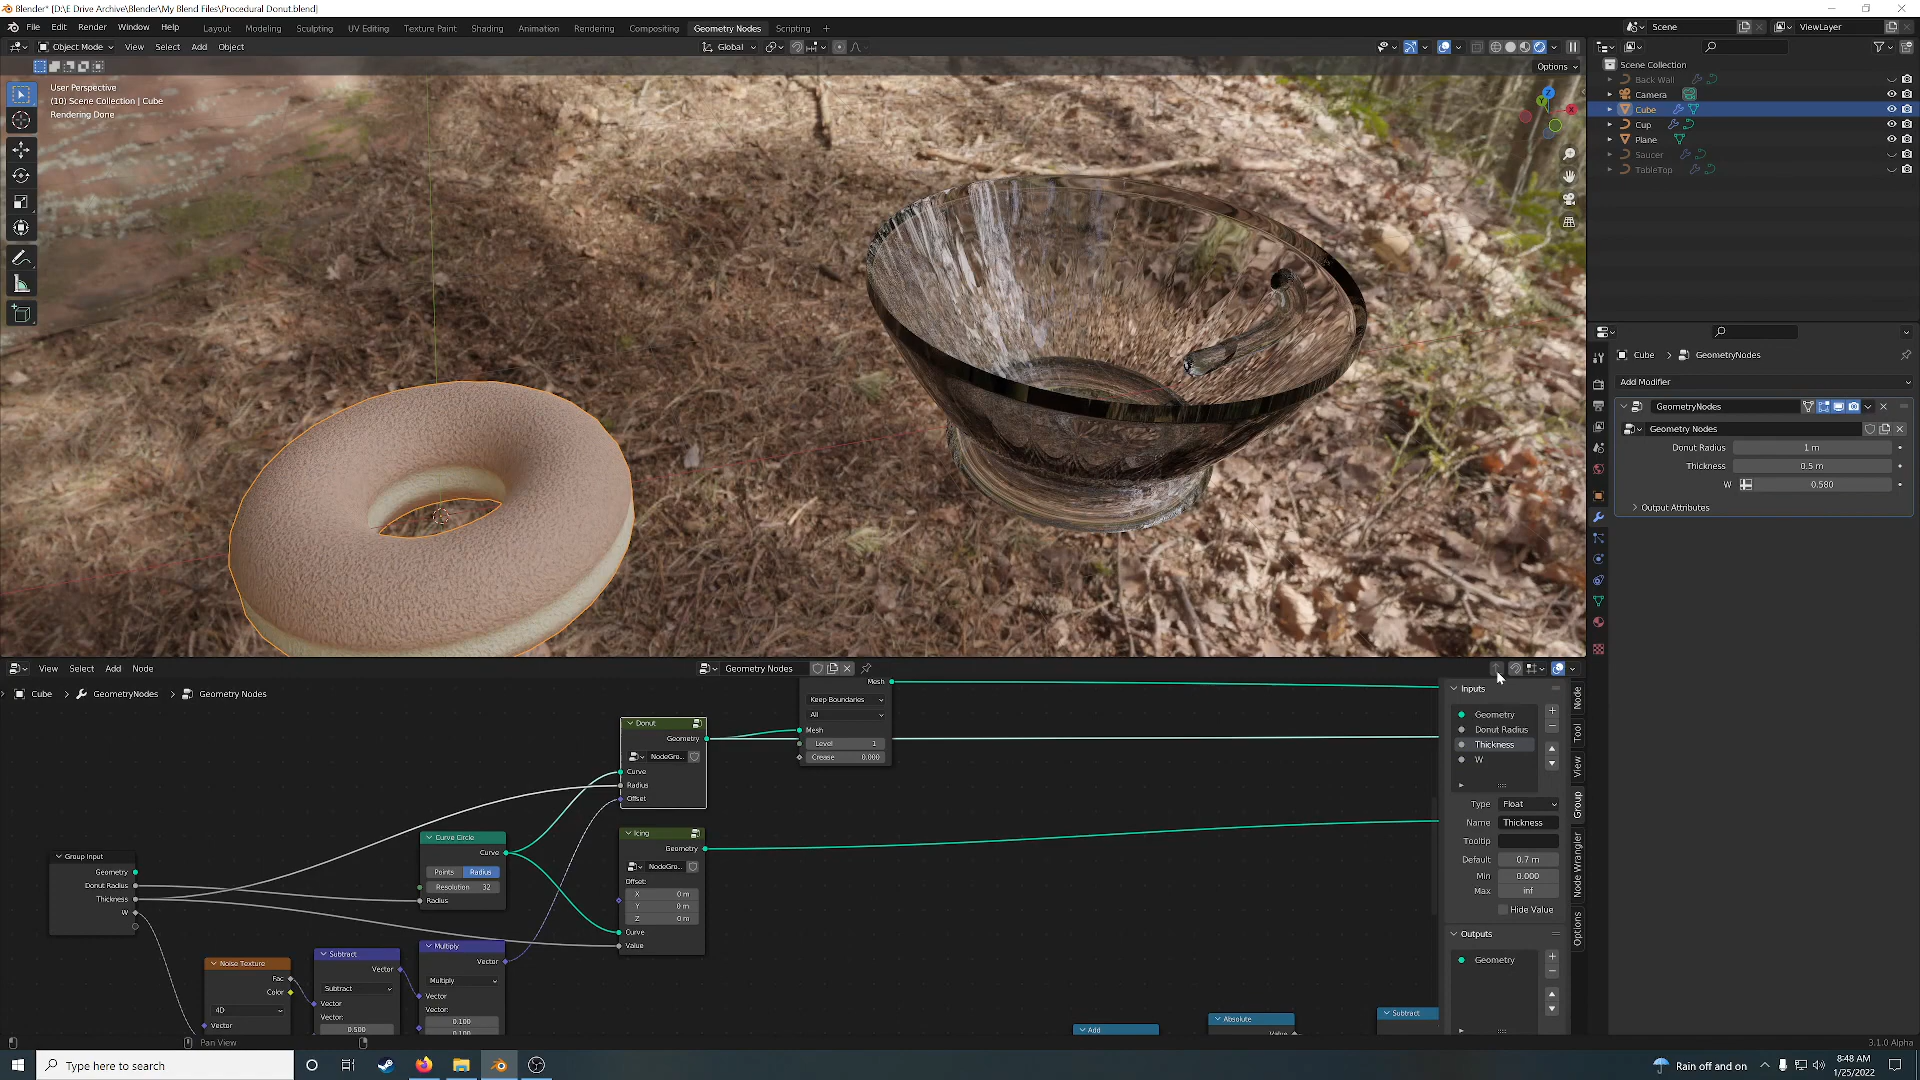 Blender* [D:\E Drive Archive\Blender\My Blend Files\Procedural Donut.blend]
File Edit Render Window Help
Layout Modeling Sculpting UV Editing Texture Paint Shading Animation Rendering Compositing Geometry Nodes Scripting
Scene
ViewLayer
Object Mode View Select Add Object
Global
Options
User Perspective
(10) Scene Collection | Cube
Rendering Done
Z
Y
X
Scene Collection
Back Wall
Camera
Cube
Cup
Plane
Saucer
TableTop
Cube > GeometryNodes
Add Modifier
GeometryNodes
Geometry Nodes
Donut Radius 1 m
Thickness 0.5 m
W 0.580
Output Attributes
View Select Add Node
Geometry Nodes
Cube > GeometryNodes > Geometry Nodes
Mesh
Keep Boundaries
All
Mesh
Level 1
Crease 0.000
Donut
Geometry
NodeGro...
Curve
Radius
Offset
Curve Circle
Curve
Points Radius
Resolution 32
Radius
Icing
Geometry
NodeGro...
Offset:
X 0 m
Y 0 m
Z 0 m
Curve
Value
Group Input
Geometry
Donut Radius
Thickness
W
Noise Texture
Fac
Color
4D
Vector
Subtract
Vector
Subtract
Vector
Vector:
0.500
Multiply
Vector
Multiply
Vector
Vector:
0.100
0.100
Add
Absolute
Value
Subtract
Inputs
Geometry
Donut Radius
Thickness
W
Type Float
Name Thickness
Tooltip
Default 0.7 m
Min 0.000
Max inf
Hide Value
Outputs
Geometry
Node
Tool
View
Group
Node Wrangler
Options
Pan View
3.1.0 Alpha
Type here to search
Rain off and on
8:48 AM
1/25/2022